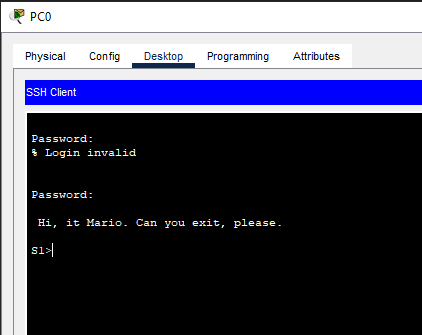 PC0
Physical Config Desktop Programming Attributes
SSH Client
Password:
% Login invalid
Password:
Hi, it Mario. Can you exit, please.
S1>